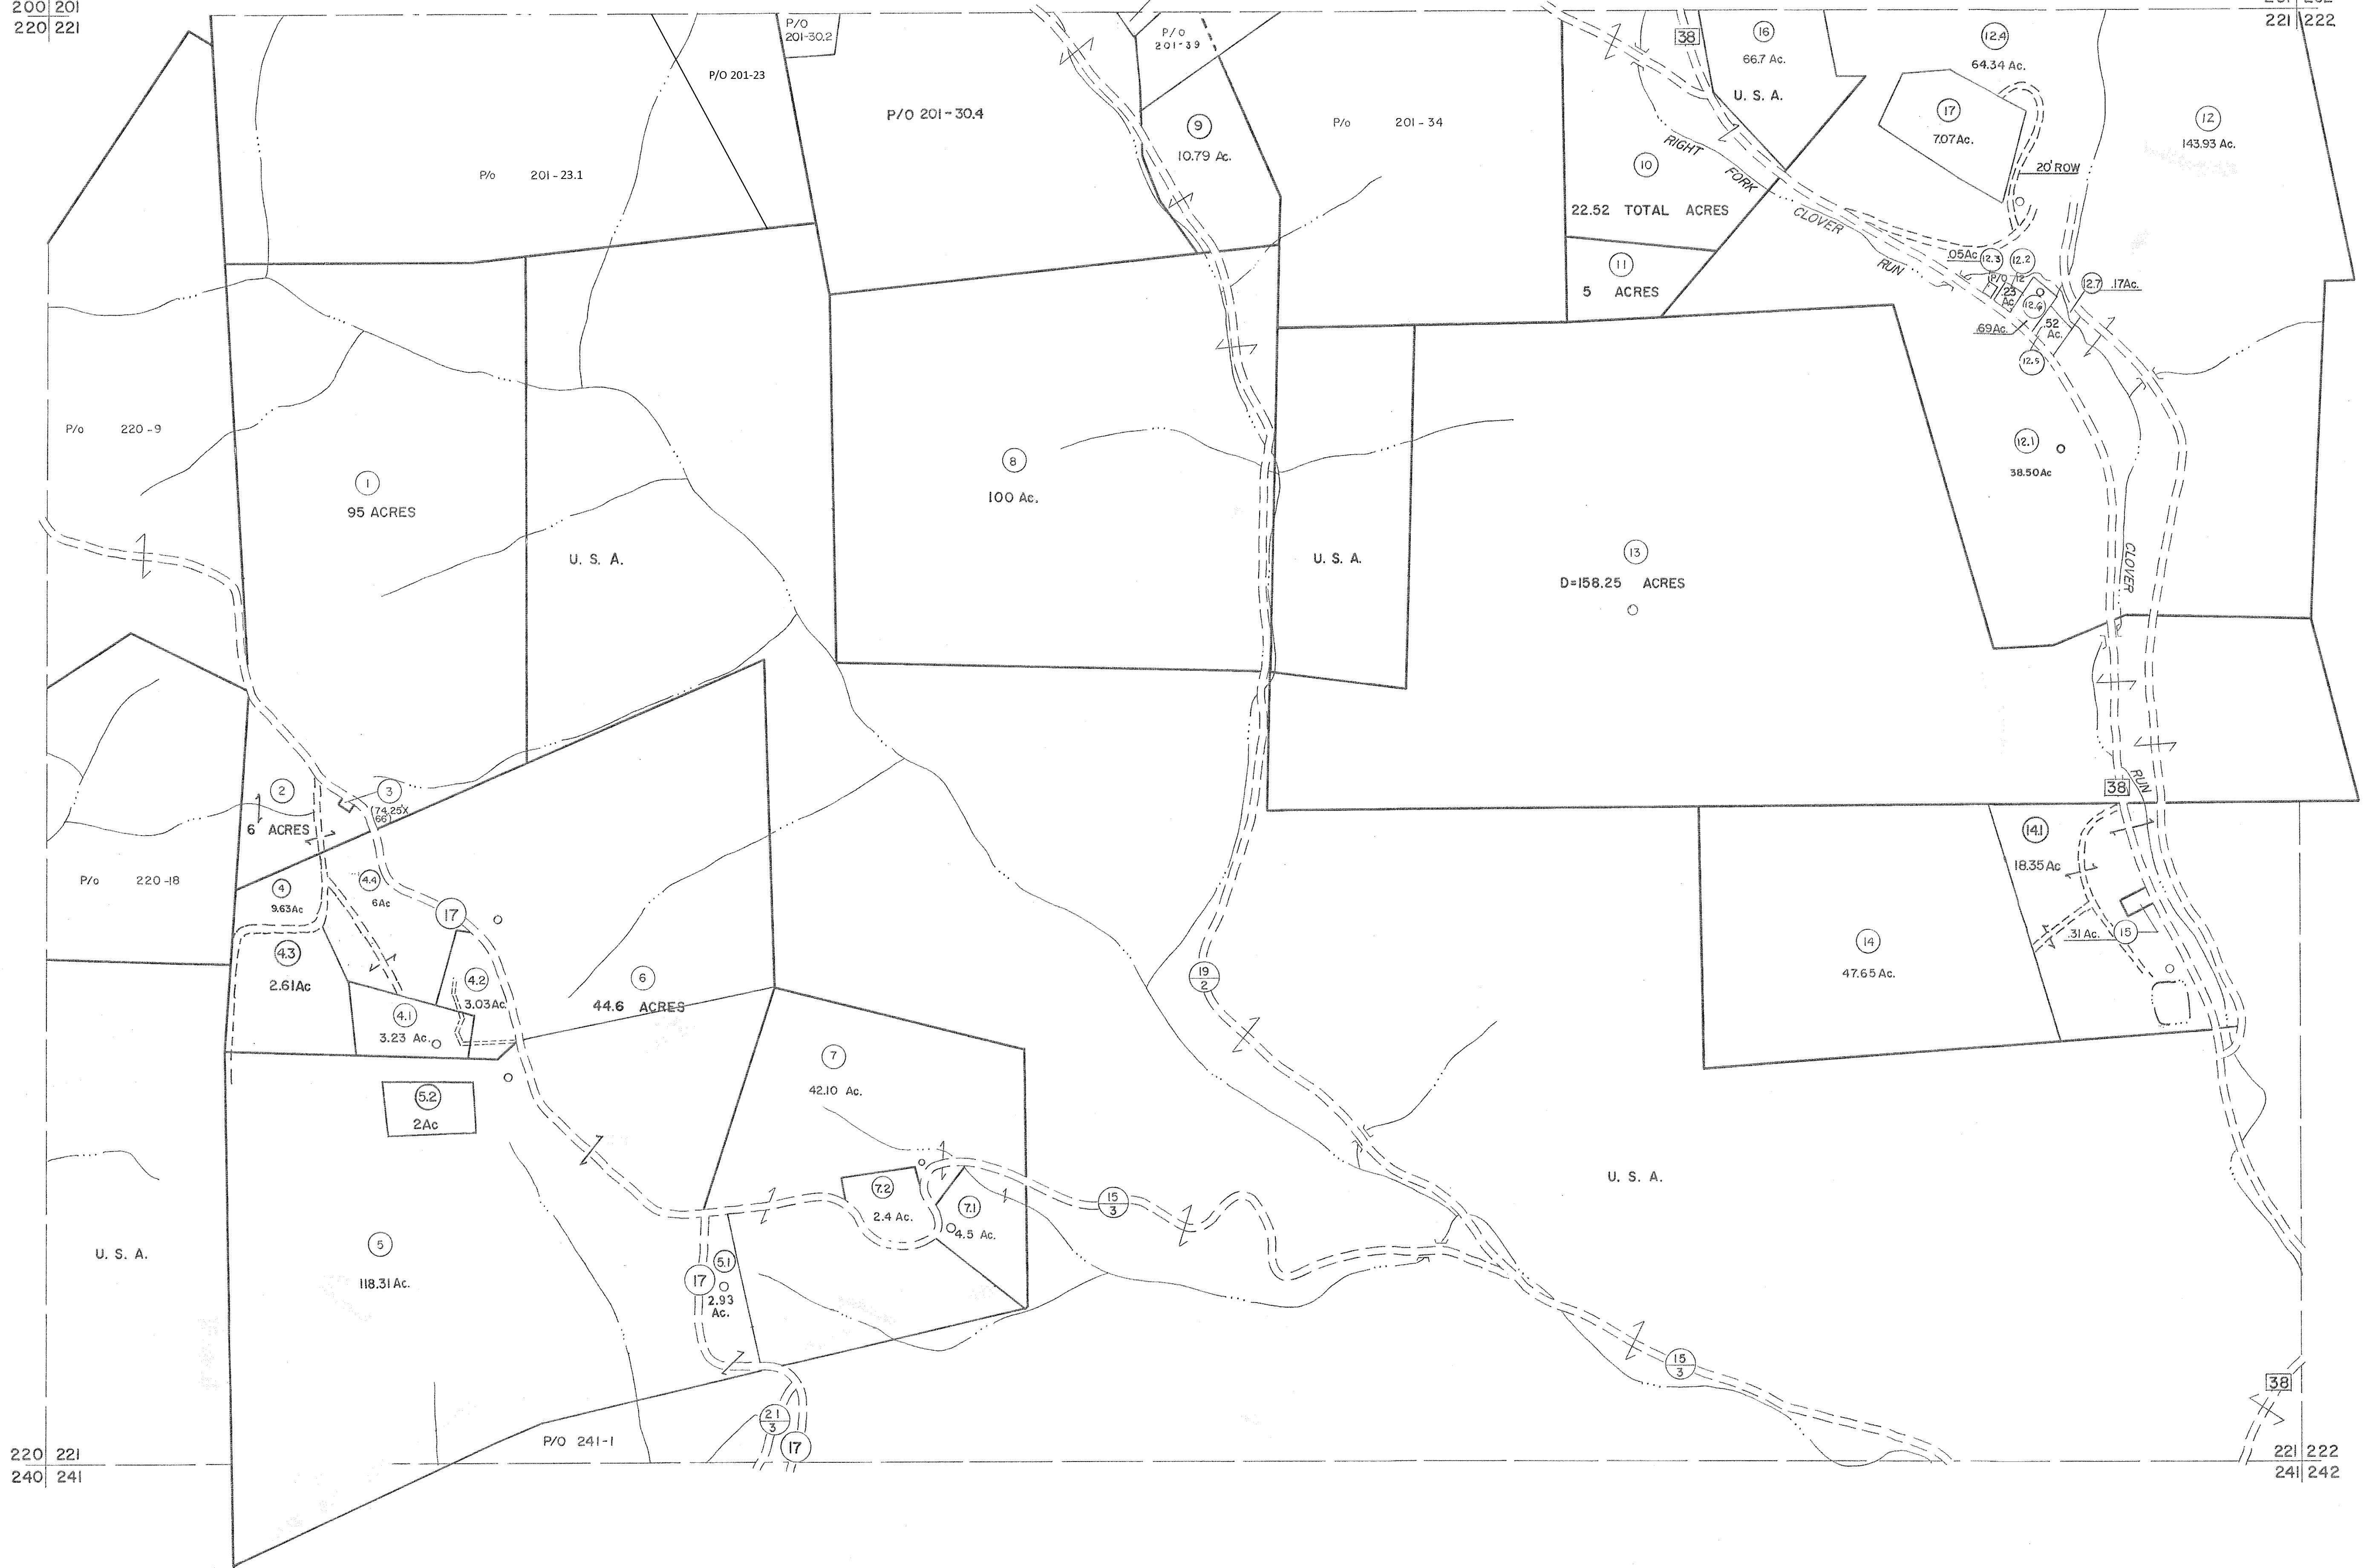 200 201
220 221
221 222
P/O
201-30.2
P/O
201-39
38
16
66.7 Ac.
U. S. A.
12.4
64.34 Ac.
P/O 201-23
P/O 201-30.4
9
10.79 Ac.
P/o 201-34
17
7.07Ac.
12
143.93 Ac.
RIGHT
FORK
CLOVER
RUN
10
22.52 TOTAL ACRES
20' ROW
P/o 201-23.1
11
5 ACRES
.05Ac
12.3
12.2
P/O 12
.23
Ac
12.7
.17Ac.
12.6
.69Ac.
.52
Ac.
12.5
P/o 220-9
1
95 ACRES
U. S. A.
8
100 Ac.
U. S. A.
13
D=158.25 ACRES
12.1
38.50Ac
CLOVER
RUN
38
2
6 ACRES
3
(74.25'X
66')
P/o 220-18
4
9.63Ac
4.4
6Ac
17
4.3
2.61Ac
4.2
3.03Ac
4.1
3.23 Ac.
6
44.6 ACRES
19
2
14
47.65 Ac.
14.1
18.35Ac
.31 Ac.
15
5.2
2Ac
7
42.10 Ac.
7.2
2.4 Ac.
7.1
4.5 Ac.
15
3
U. S. A.
U. S. A.
5
118.31 Ac.
17
5.1
2.93
Ac.
15
3
38
21
3
17
P/O 241-1
220 221
240 241
221 222
241 242